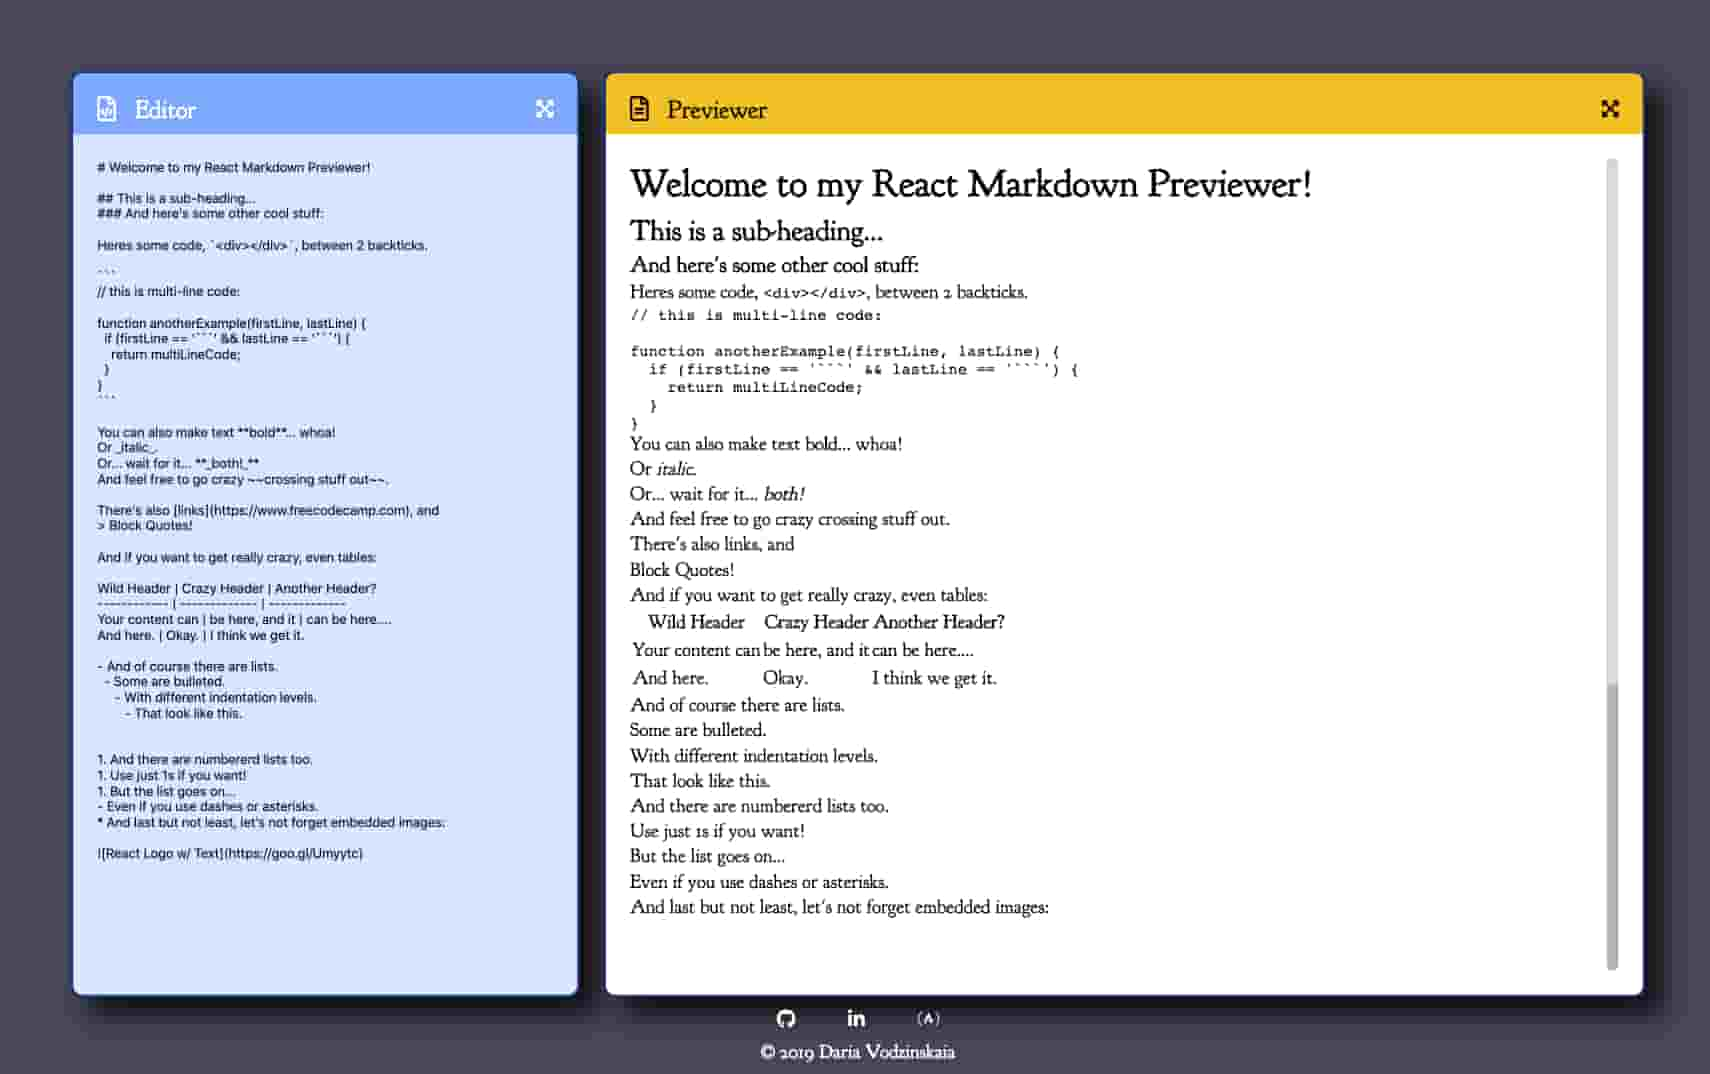 Editor
# Welcome to my React Markdown Previewer!
## This is a sub-heading...
### And here's some other cool stuff:
Heres some code, `<div></div>`, between 2 backticks.
```
// this is multi-line code:
function anotherExample(firstLine, lastLine) {
if (firstLine == '```' && lastLine == '```') {
return multiLineCode;
}
}
```
You can also make text **bold**... whoa!
Or _italic_.
Or... wait for it... **_both!_**
And feel free to go crazy ~~crossing stuff out~~.
There's also [links](https://www.freecodecamp.com), and
> Block Quotes!
And if you want to get really crazy, even tables:
Wild Header | Crazy Header | Another Header?
------------ | ------------- | -------------
Your content can | be here, and it | can be here....
And here. | Okay. | I think we get it.
- And of course there are lists.
- Some are bulleted.
- With different indentation levels.
- That look like this.
1. And there are numbererd lists too.
1. Use just 1s if you want!
1. But the list goes on...
- Even if you use dashes or asterisks.
* And last but not least, let's not forget embedded images:
![React Logo w/ Text](https://goo.gl/Umyytc)
Previewer
Welcome to my React Markdown Previewer!
This is a sub-heading...
And here's some other cool stuff:
Heres some code, <div></div>, between 2 backticks.
// this is multi-line code:
function anotherExample(firstLine, lastLine) {
if (firstLine == '```' && lastLine == '```') {
return multiLineCode;
}
}
You can also make text bold... whoa!
Or italic.
Or... wait for it... both!
And feel free to go crazy crossing stuff out.
There's also links, and
Block Quotes!
And if you want to get really crazy, even tables:
Wild Header Crazy Header Another Header?
Your content can be here, and it can be here....
And here. Okay. I think we get it.
And of course there are lists.
Some are bulleted.
With different indentation levels.
That look like this.
And there are numbererd lists too.
Use just 1s if you want!
But the list goes on...
Even if you use dashes or asterisks.
And last but not least, let's not forget embedded images:
in (A)
© 2019 Daria Vodzinskaia